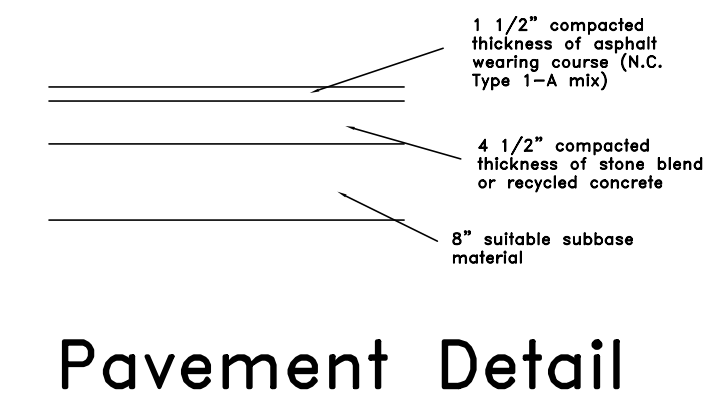 1 1/2” compacted
thickness of asphalt
wearing course (N.C.
Type 1–A mix)
4 1/2” compacted
thickness of stone blend
or recycled concrete
8” suitable subbase
material
Pavement Detail